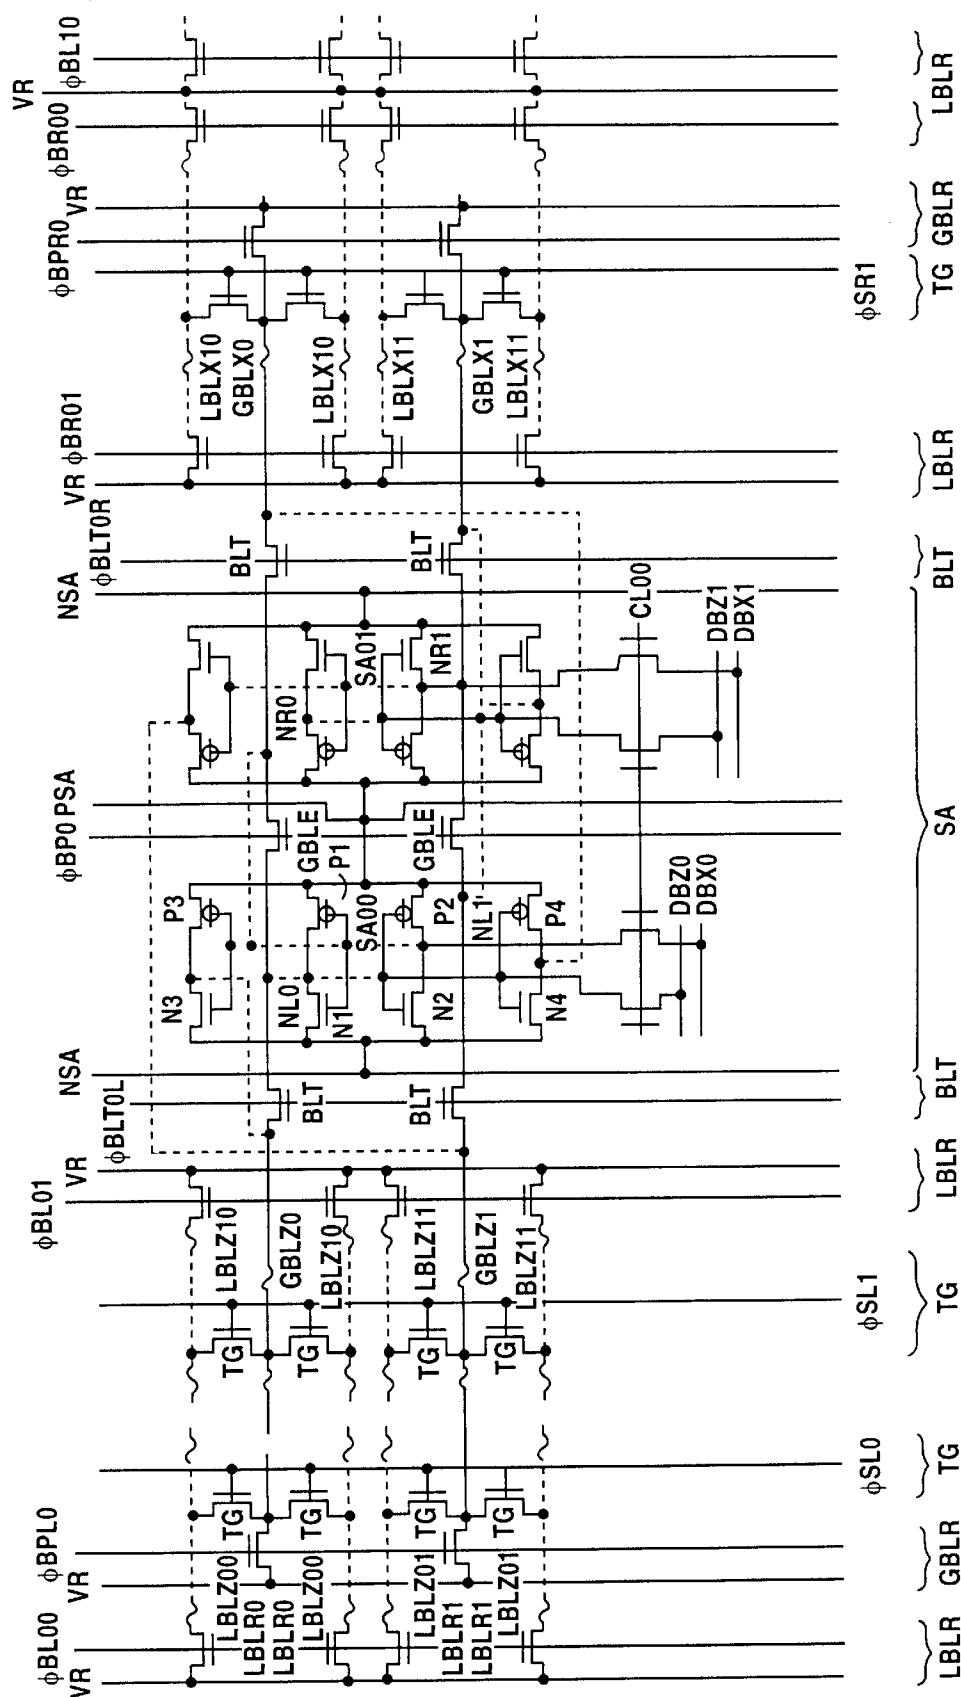 φBL00
VR
φBPL0
VR
φBL01
VR
φBLT0L
NSA
φBP0
PSA
NSA
φBLT0R
VR
φBR01
φBPR0
VR
φBR00
VR
φBL10
LBLZ00
LBLR0
LBLR0
LBLZ00
LBLZ01
LBLR1
LBLR1
LBLZ01
TG
TG
TG
TG
TG
TG
TG
TG
LBLZ10
GBLZ0
LBLZ10
LBLZ11
GBLZ1
LBLZ11
BLT
BLT
N3
P3
NL0
N1
P1
SA00
N2
P2
NL1
N4
P4
GBLE
GBLE
NR0
SA01
NR1
BLT
BLT
LBLX10
GBLX0
LBLX10
LBLX11
GBLX1
LBLX11
DBZ0
DBX0
CL00
DBZ1
DBX1
φSL0
φSL1
φSR1
LBLR
GBLR
TG
TG
LBLR
BLT
SA
BLT
LBLR
TG
GBLR
LBLR